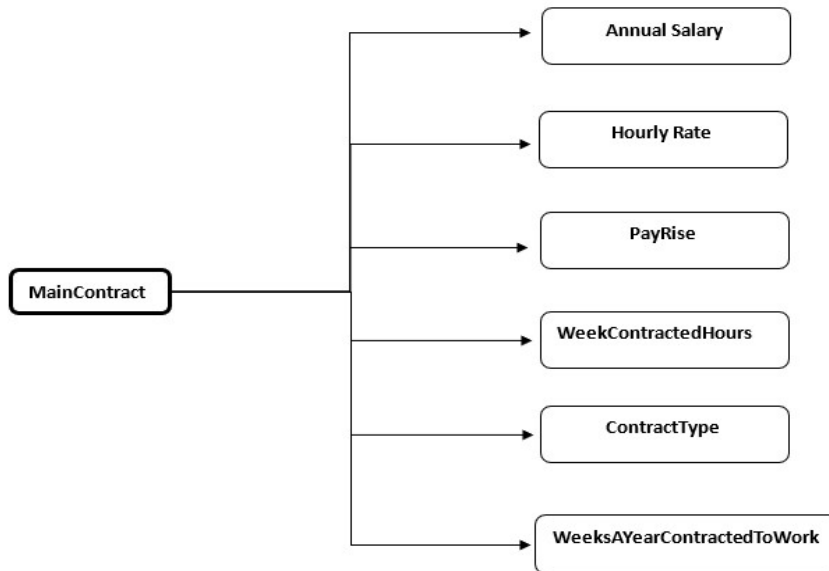 Annual Salary
Hourly Rate
PayRise
MainContract
WeekContractedHours
ContractType
WeeksAYearContractedToWork